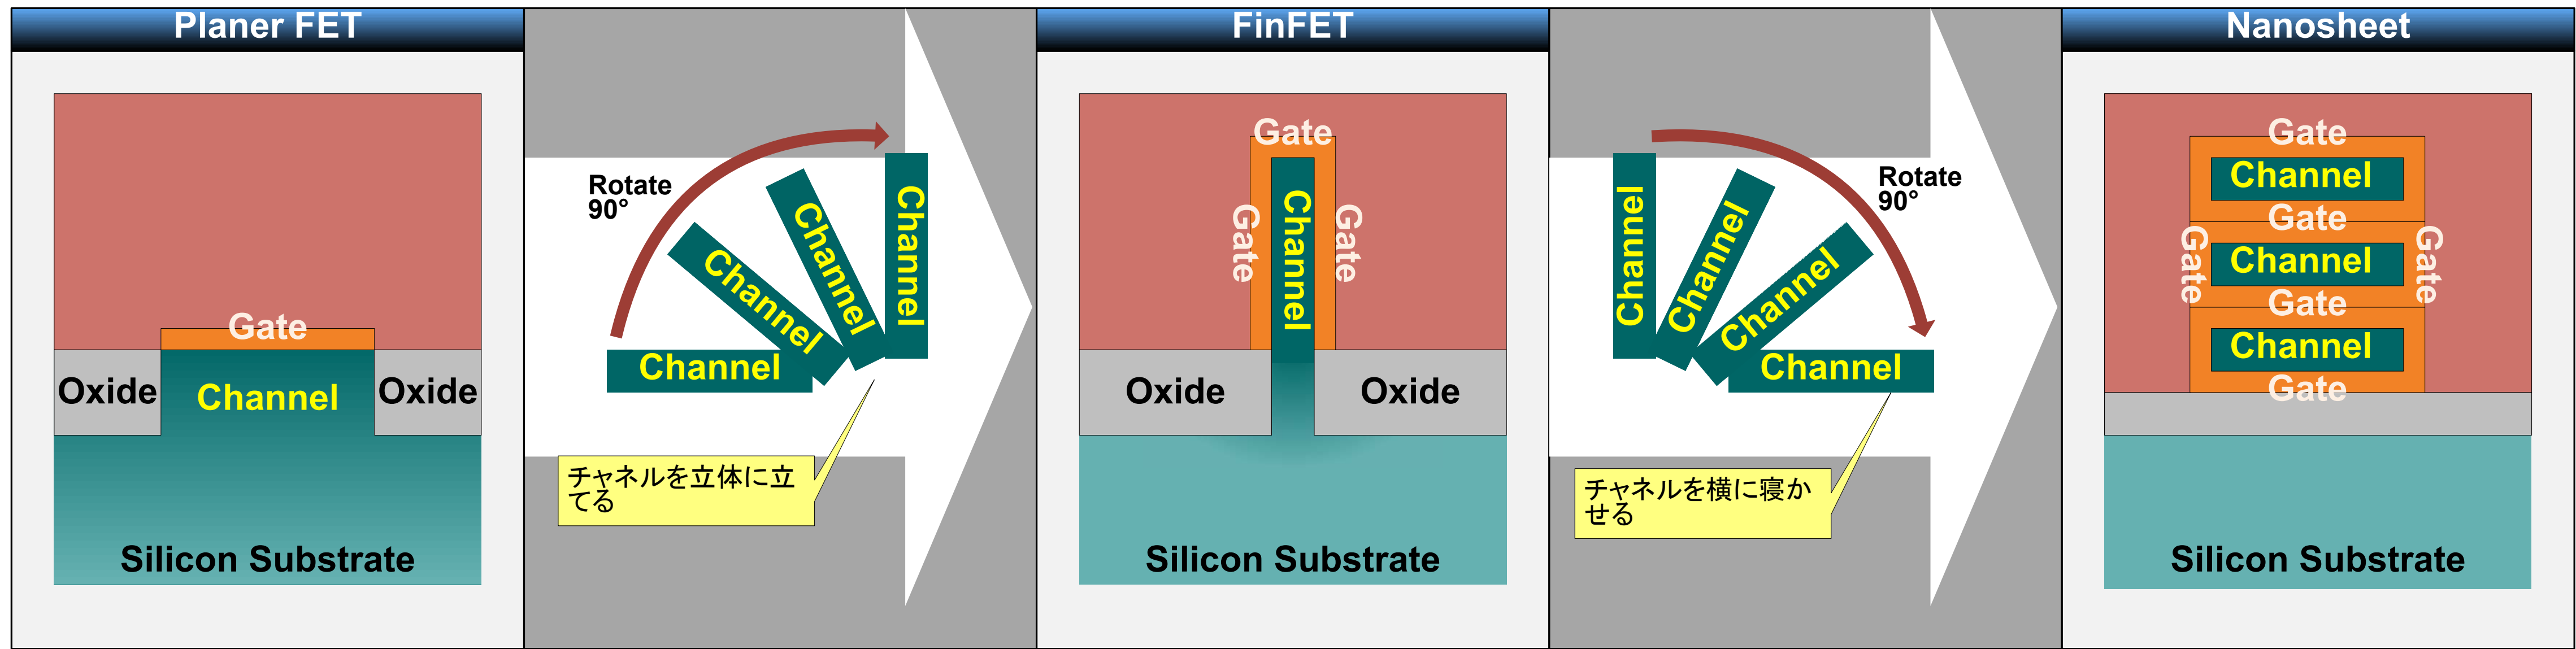 Planer FET
Gate
Oxide
Channel
Oxide
Silicon Substrate
Rotate
90°
Channel
Channel
Channel
Channel
チャネルを立体に立
てる
FinFET
Gate
Gate
Channel
Gate
Oxide
Oxide
Silicon Substrate
Rotate
90°
Channel
Channel
Channel
Channel
チャネルを横に寝か
せる
Nanosheet
Gate
Channel
Gate
Gate
Channel
Gate
Gate
Channel
Gate
Silicon Substrate